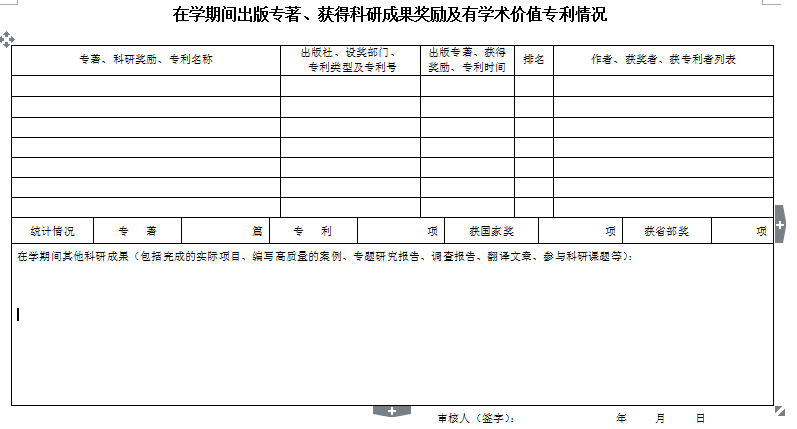 在学期间出版专著、获得科研成果奖励及有学术价值专利情况
专著、科研奖励、专利名称
出版社、设奖部门、
专利类型及专利号
出版专著、获得
奖励、专利时间
排名
作者、获奖者、获专利者列表
统计情况 专 著 篇 专 利 项 获国家奖 项 获省部奖 项
在学期间其他科研成果（包括完成的实际项目、编写高质量的案例、专题研究报告、调查报告、翻译文章、参与科研课题等）：
审核人（签字）： 年 月 日